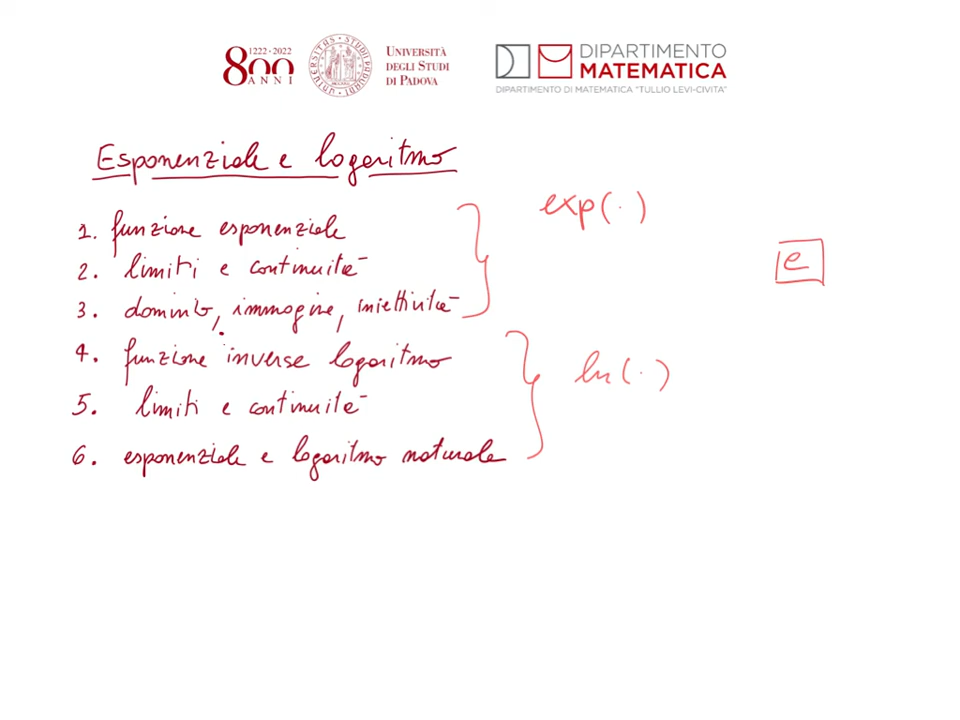 1222·2022
800
ANNI
UNIVERSITÀ
DEGLI STUDI
DI PADOVA
DIPARTIMENTO
MATEMATICA
DIPARTIMENTO DI MATEMATICA "TULLIO LEVI-CIVITA"
Esponenziale e logaritmo
1. funzione esponenziale
exp(·)
2. limiti e continuità
e
3. dominio, immagine, iniettività
4. funzione inversa logaritmo
ln(·)
5. limiti e continuità
6. esponenziale e logaritmo naturale